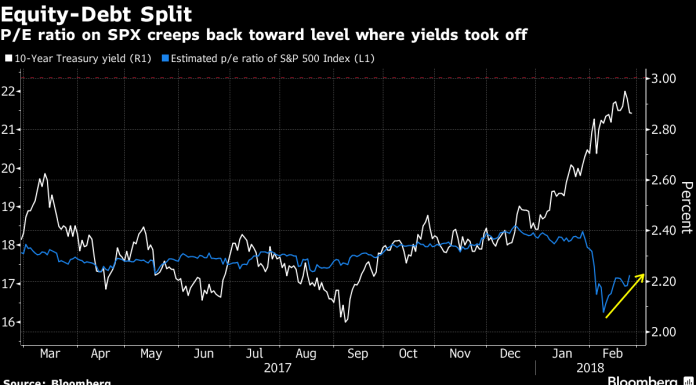 Equity-Debt Split
P/E ratio on SPX creeps back toward level where yields took off
10-Year Treasury yield (R1) Estimated p/e ratio of S&P 500 Index (L1)
3.00
22
21
2.80
20
2.60
19
Percent
2.40
18
17
2.20
16
2.00
Mar Apr May Jun Jul Aug Sep Oct Nov Dec Jan Feb
2017 2018
Source: Bloomberg
Bloomberg